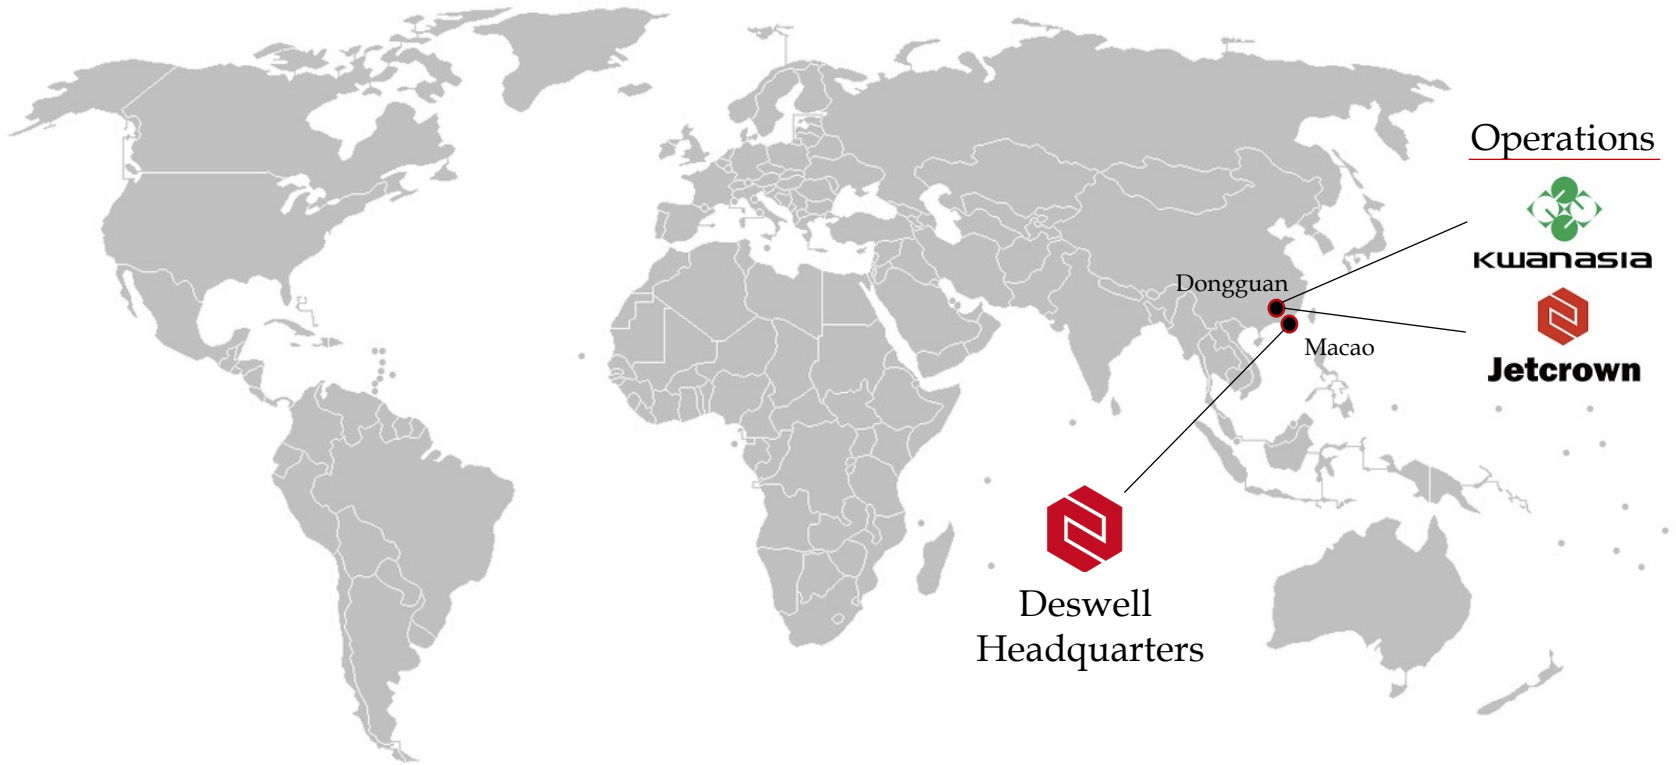 Operations
KWANASIA
Dongguan
Jetcrown
Macao
Deswell
Headquarters